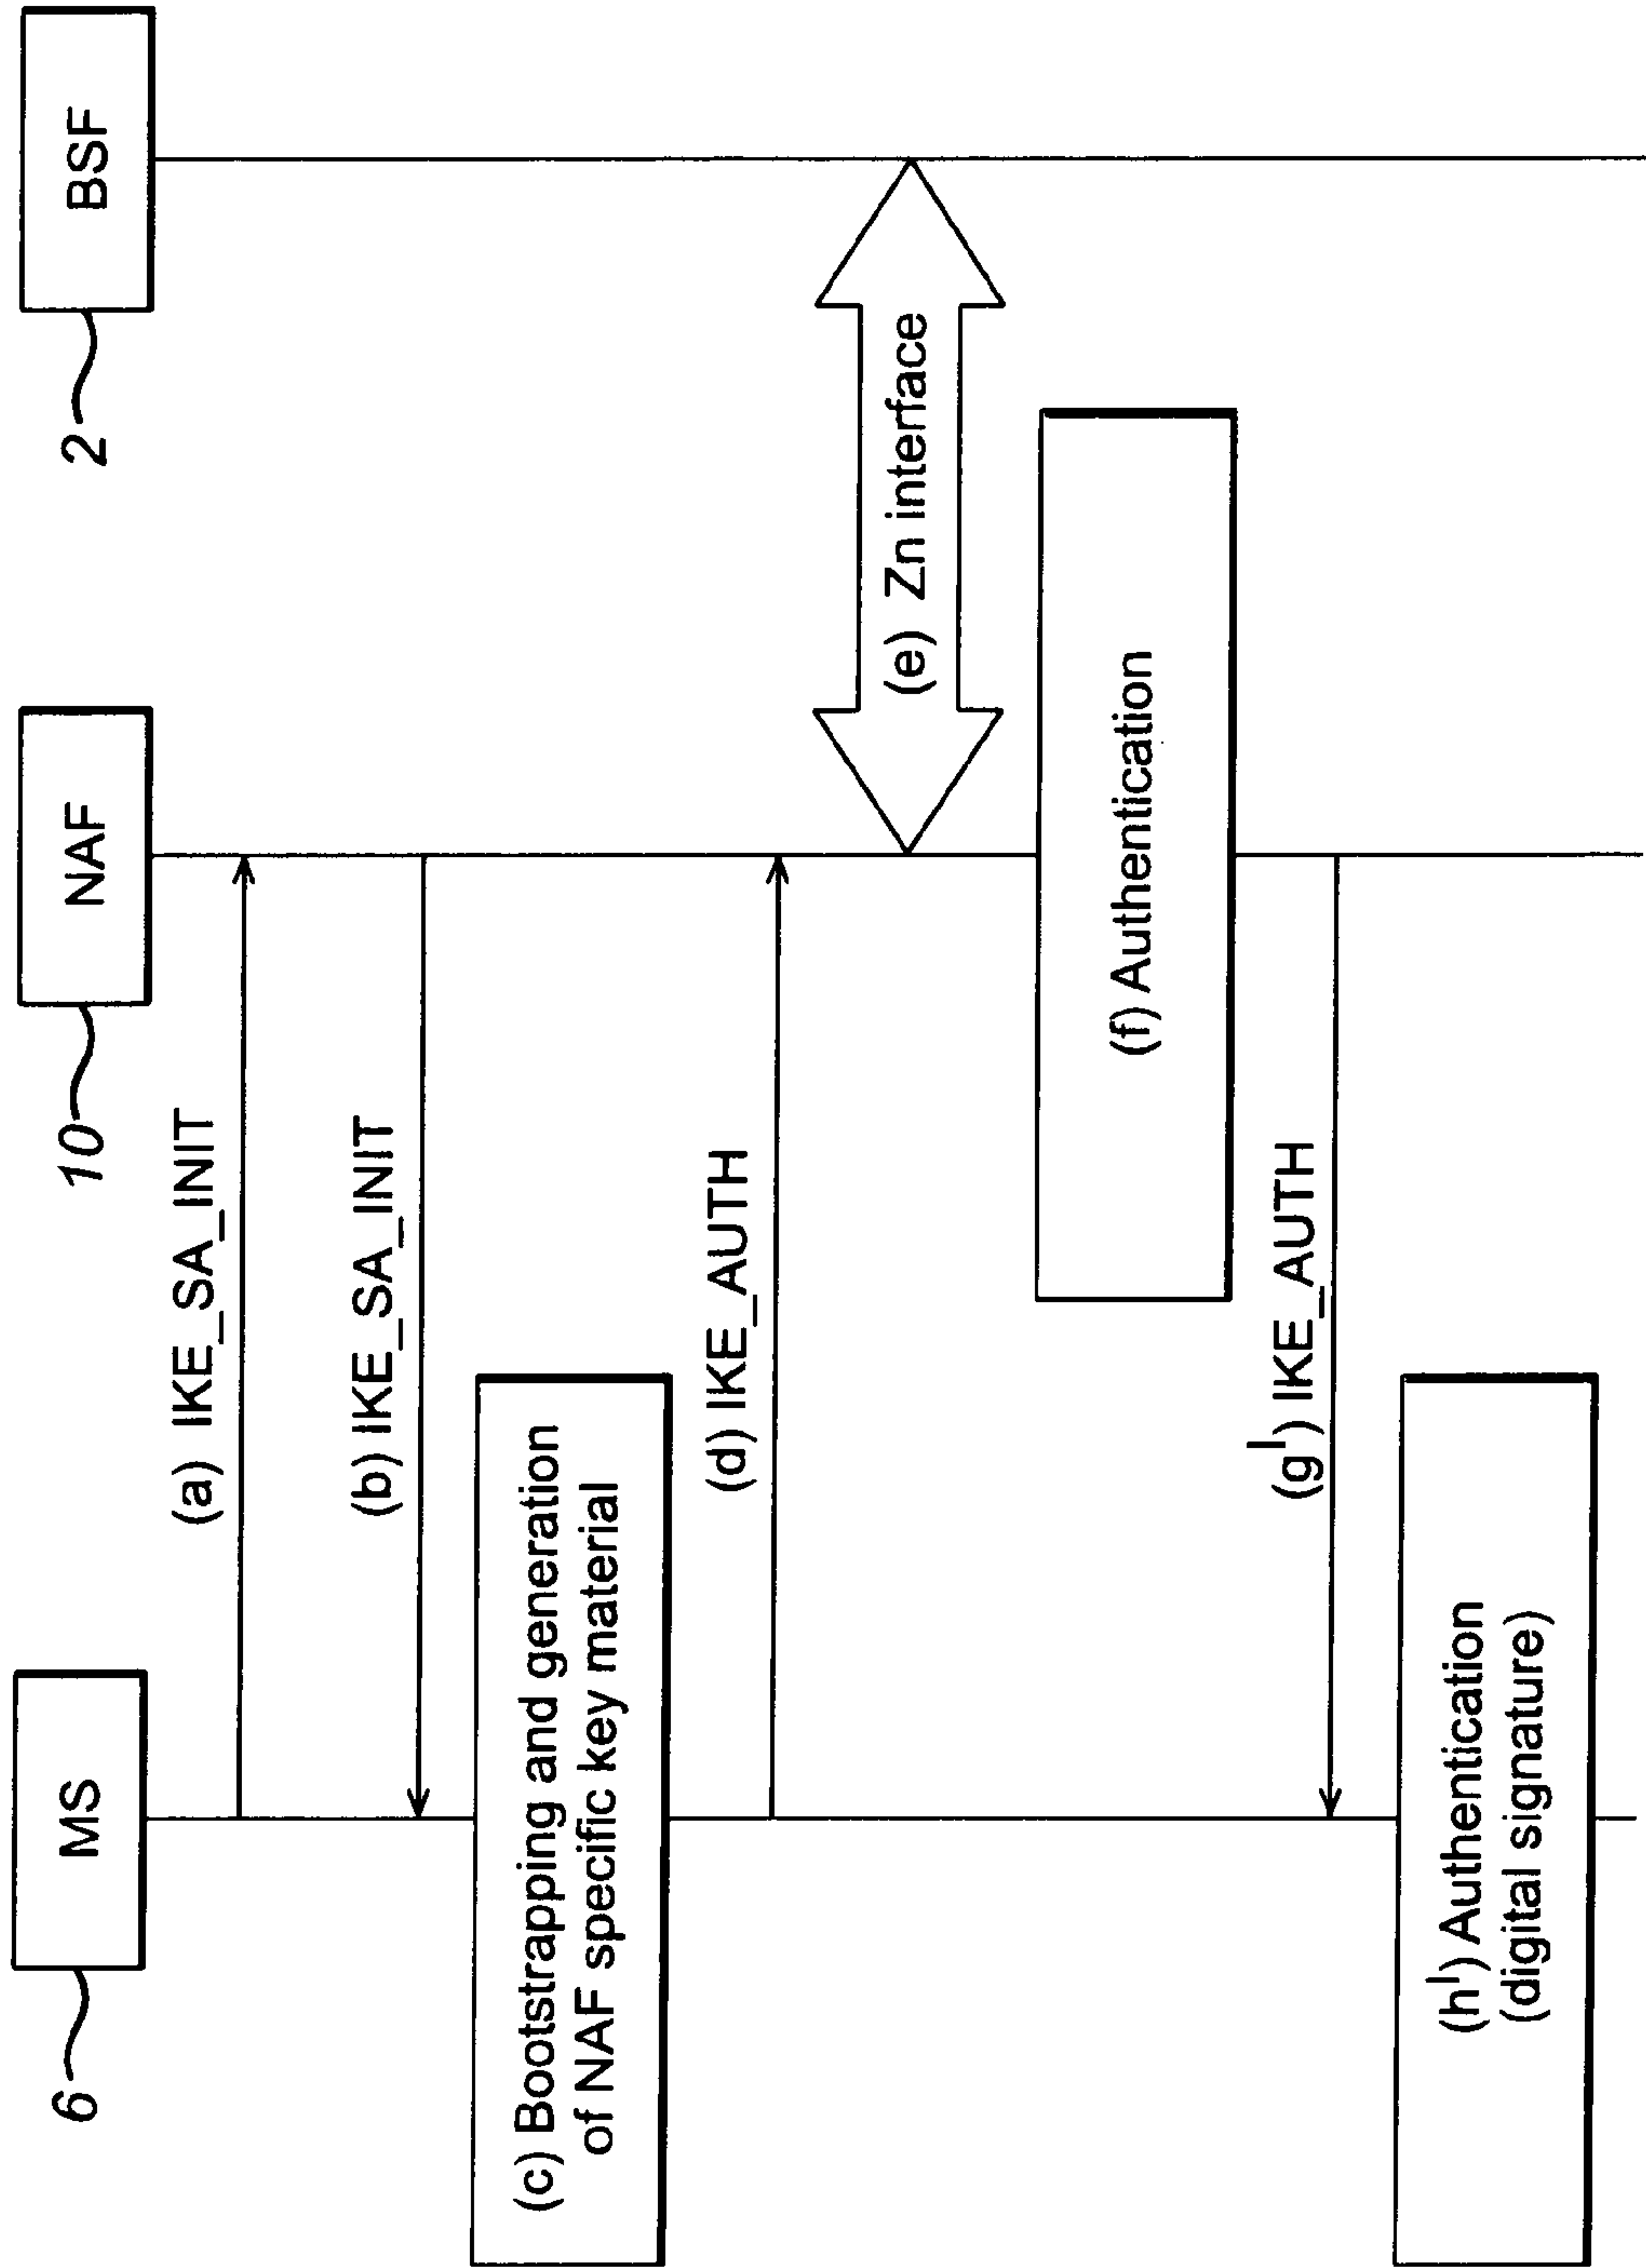 MS
NAF
BSF
6
10
2
(a) IKE_SA_INIT
(b) IKE_SA_INIT
(c) Bootstrapping and generation
of NAF specific key material
(d) IKE_AUTH
(e) Zn interface
(f) Authentication
(g') IKE_AUTH
(h') Authentication
(digital signature)